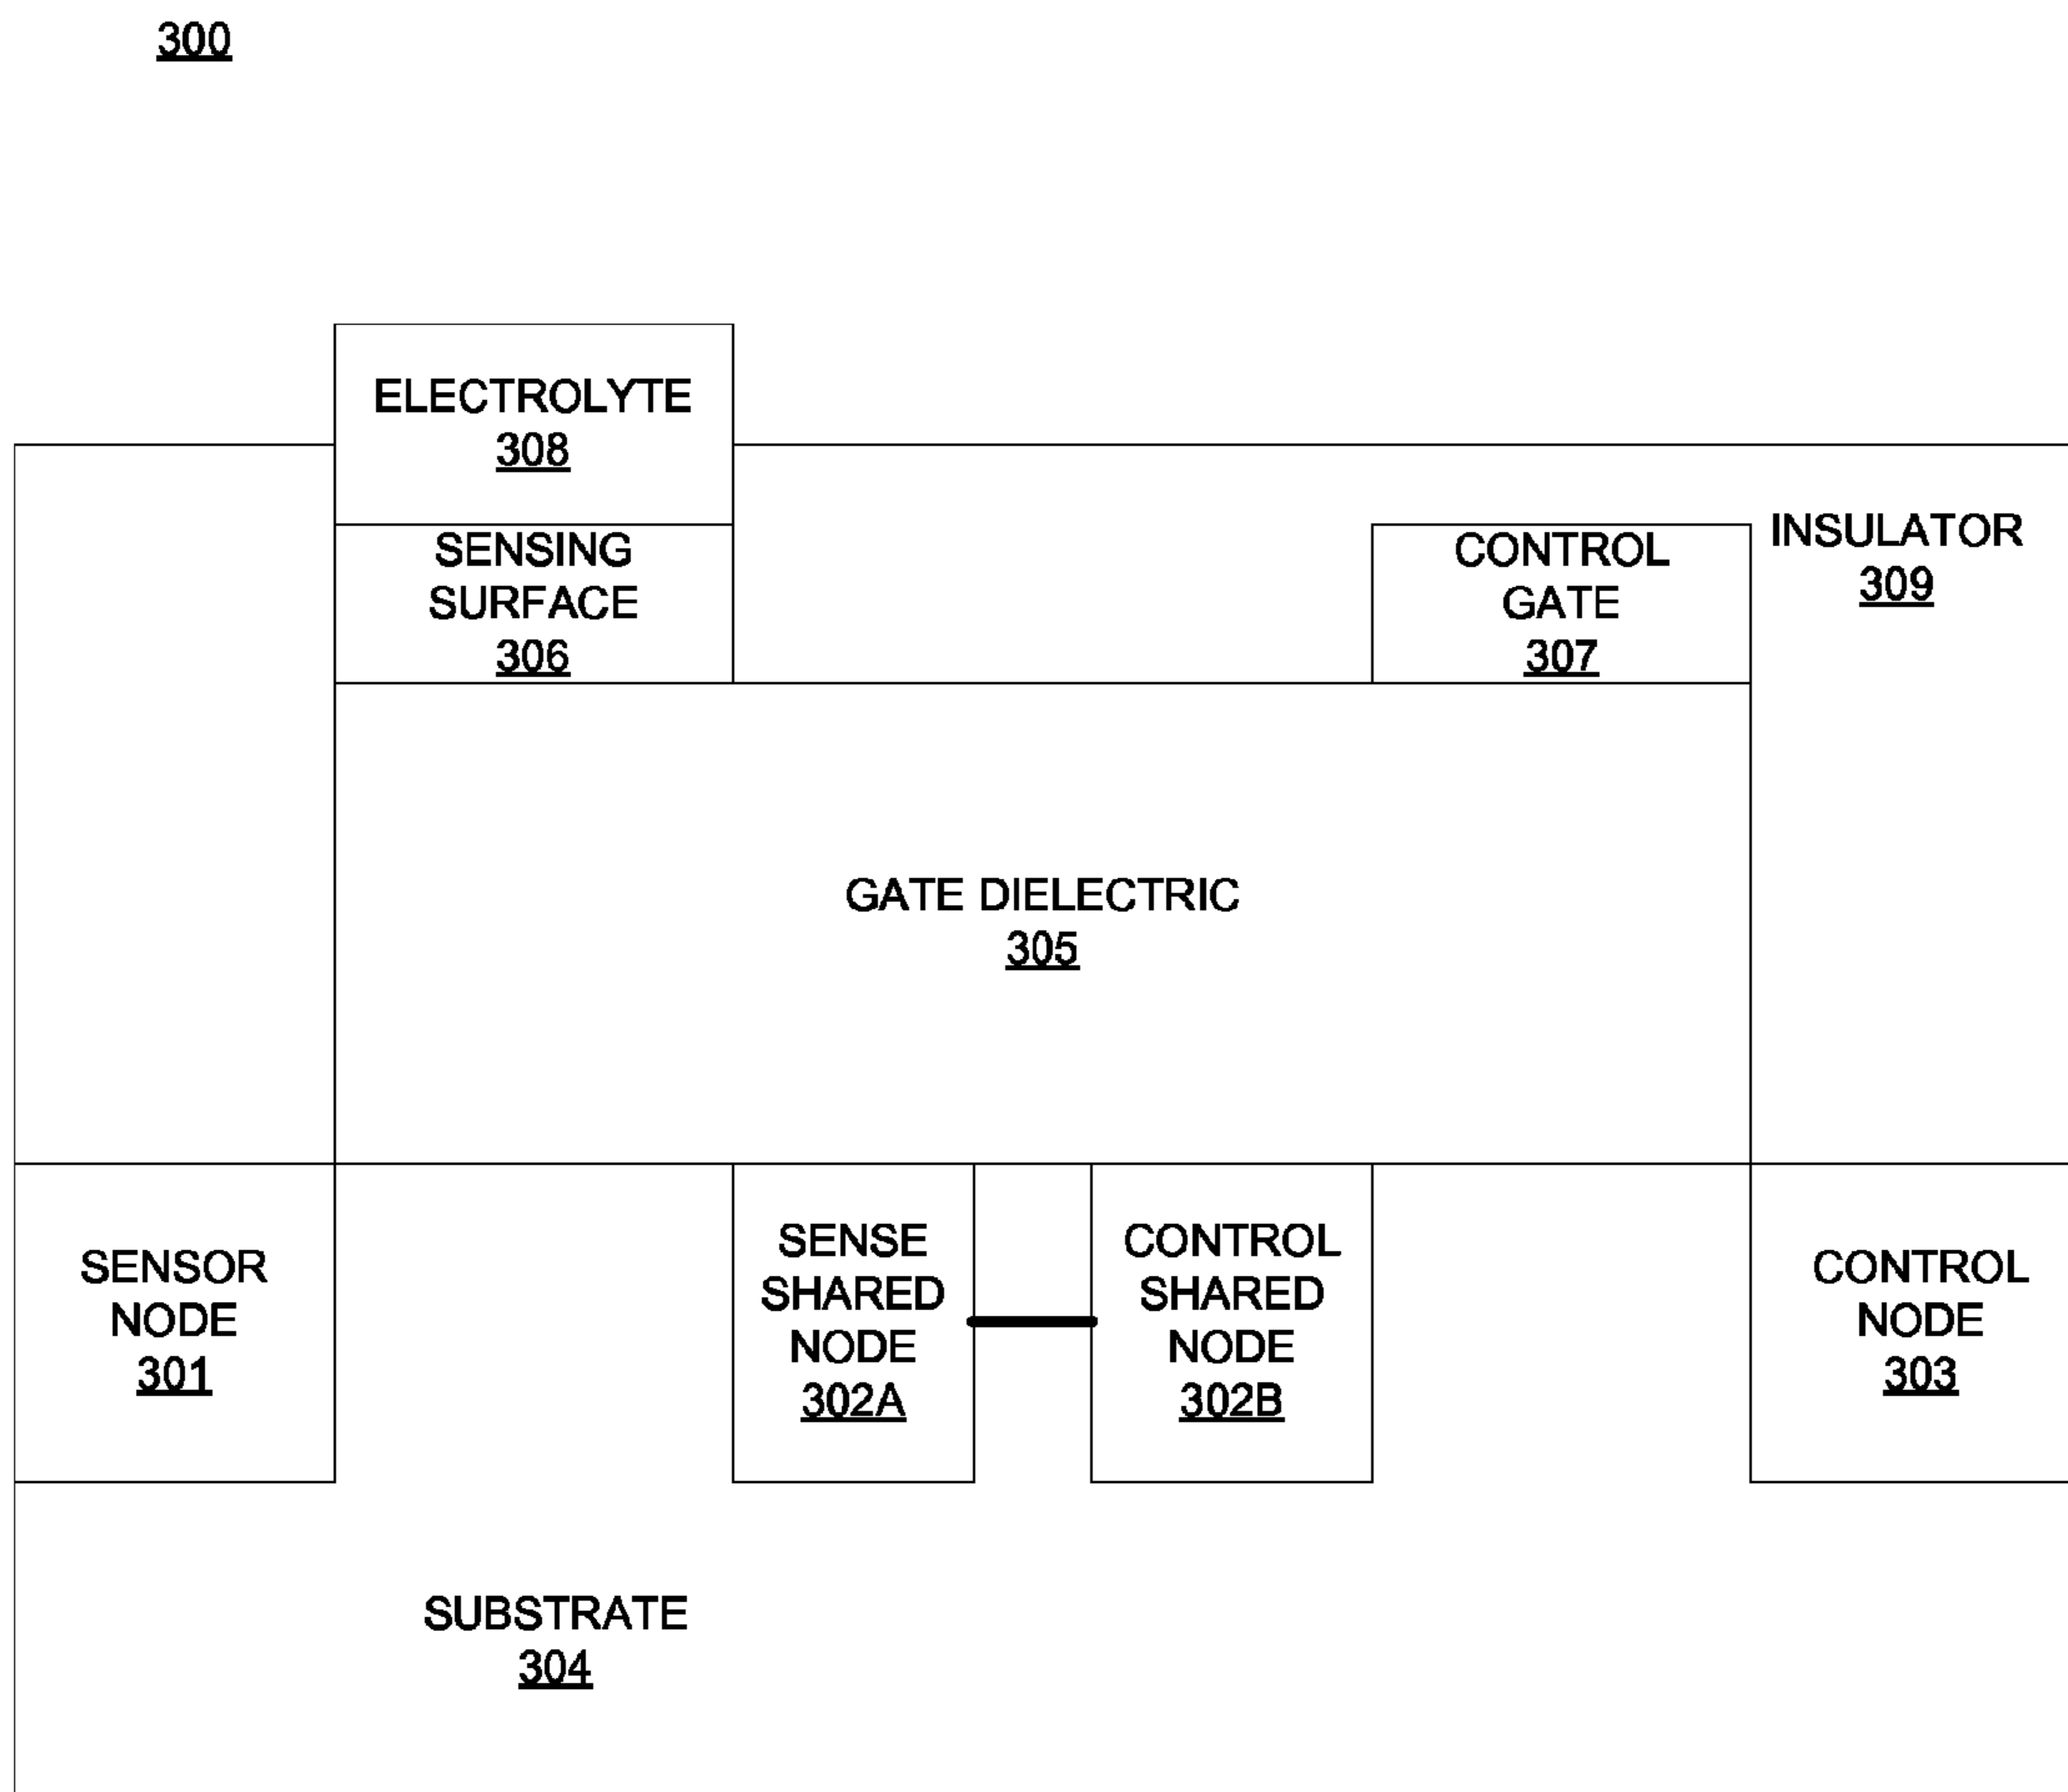 300
ELECTROLYTE
308
SENSING
SURFACE
306
CONTROL
GATE
307
INSULATOR
309
GATE DIELECTRIC
305
SENSOR
NODE
301
SENSE
SHARED
NODE
302A
CONTROL
SHARED
NODE
302B
CONTROL
NODE
303
SUBSTRATE
304